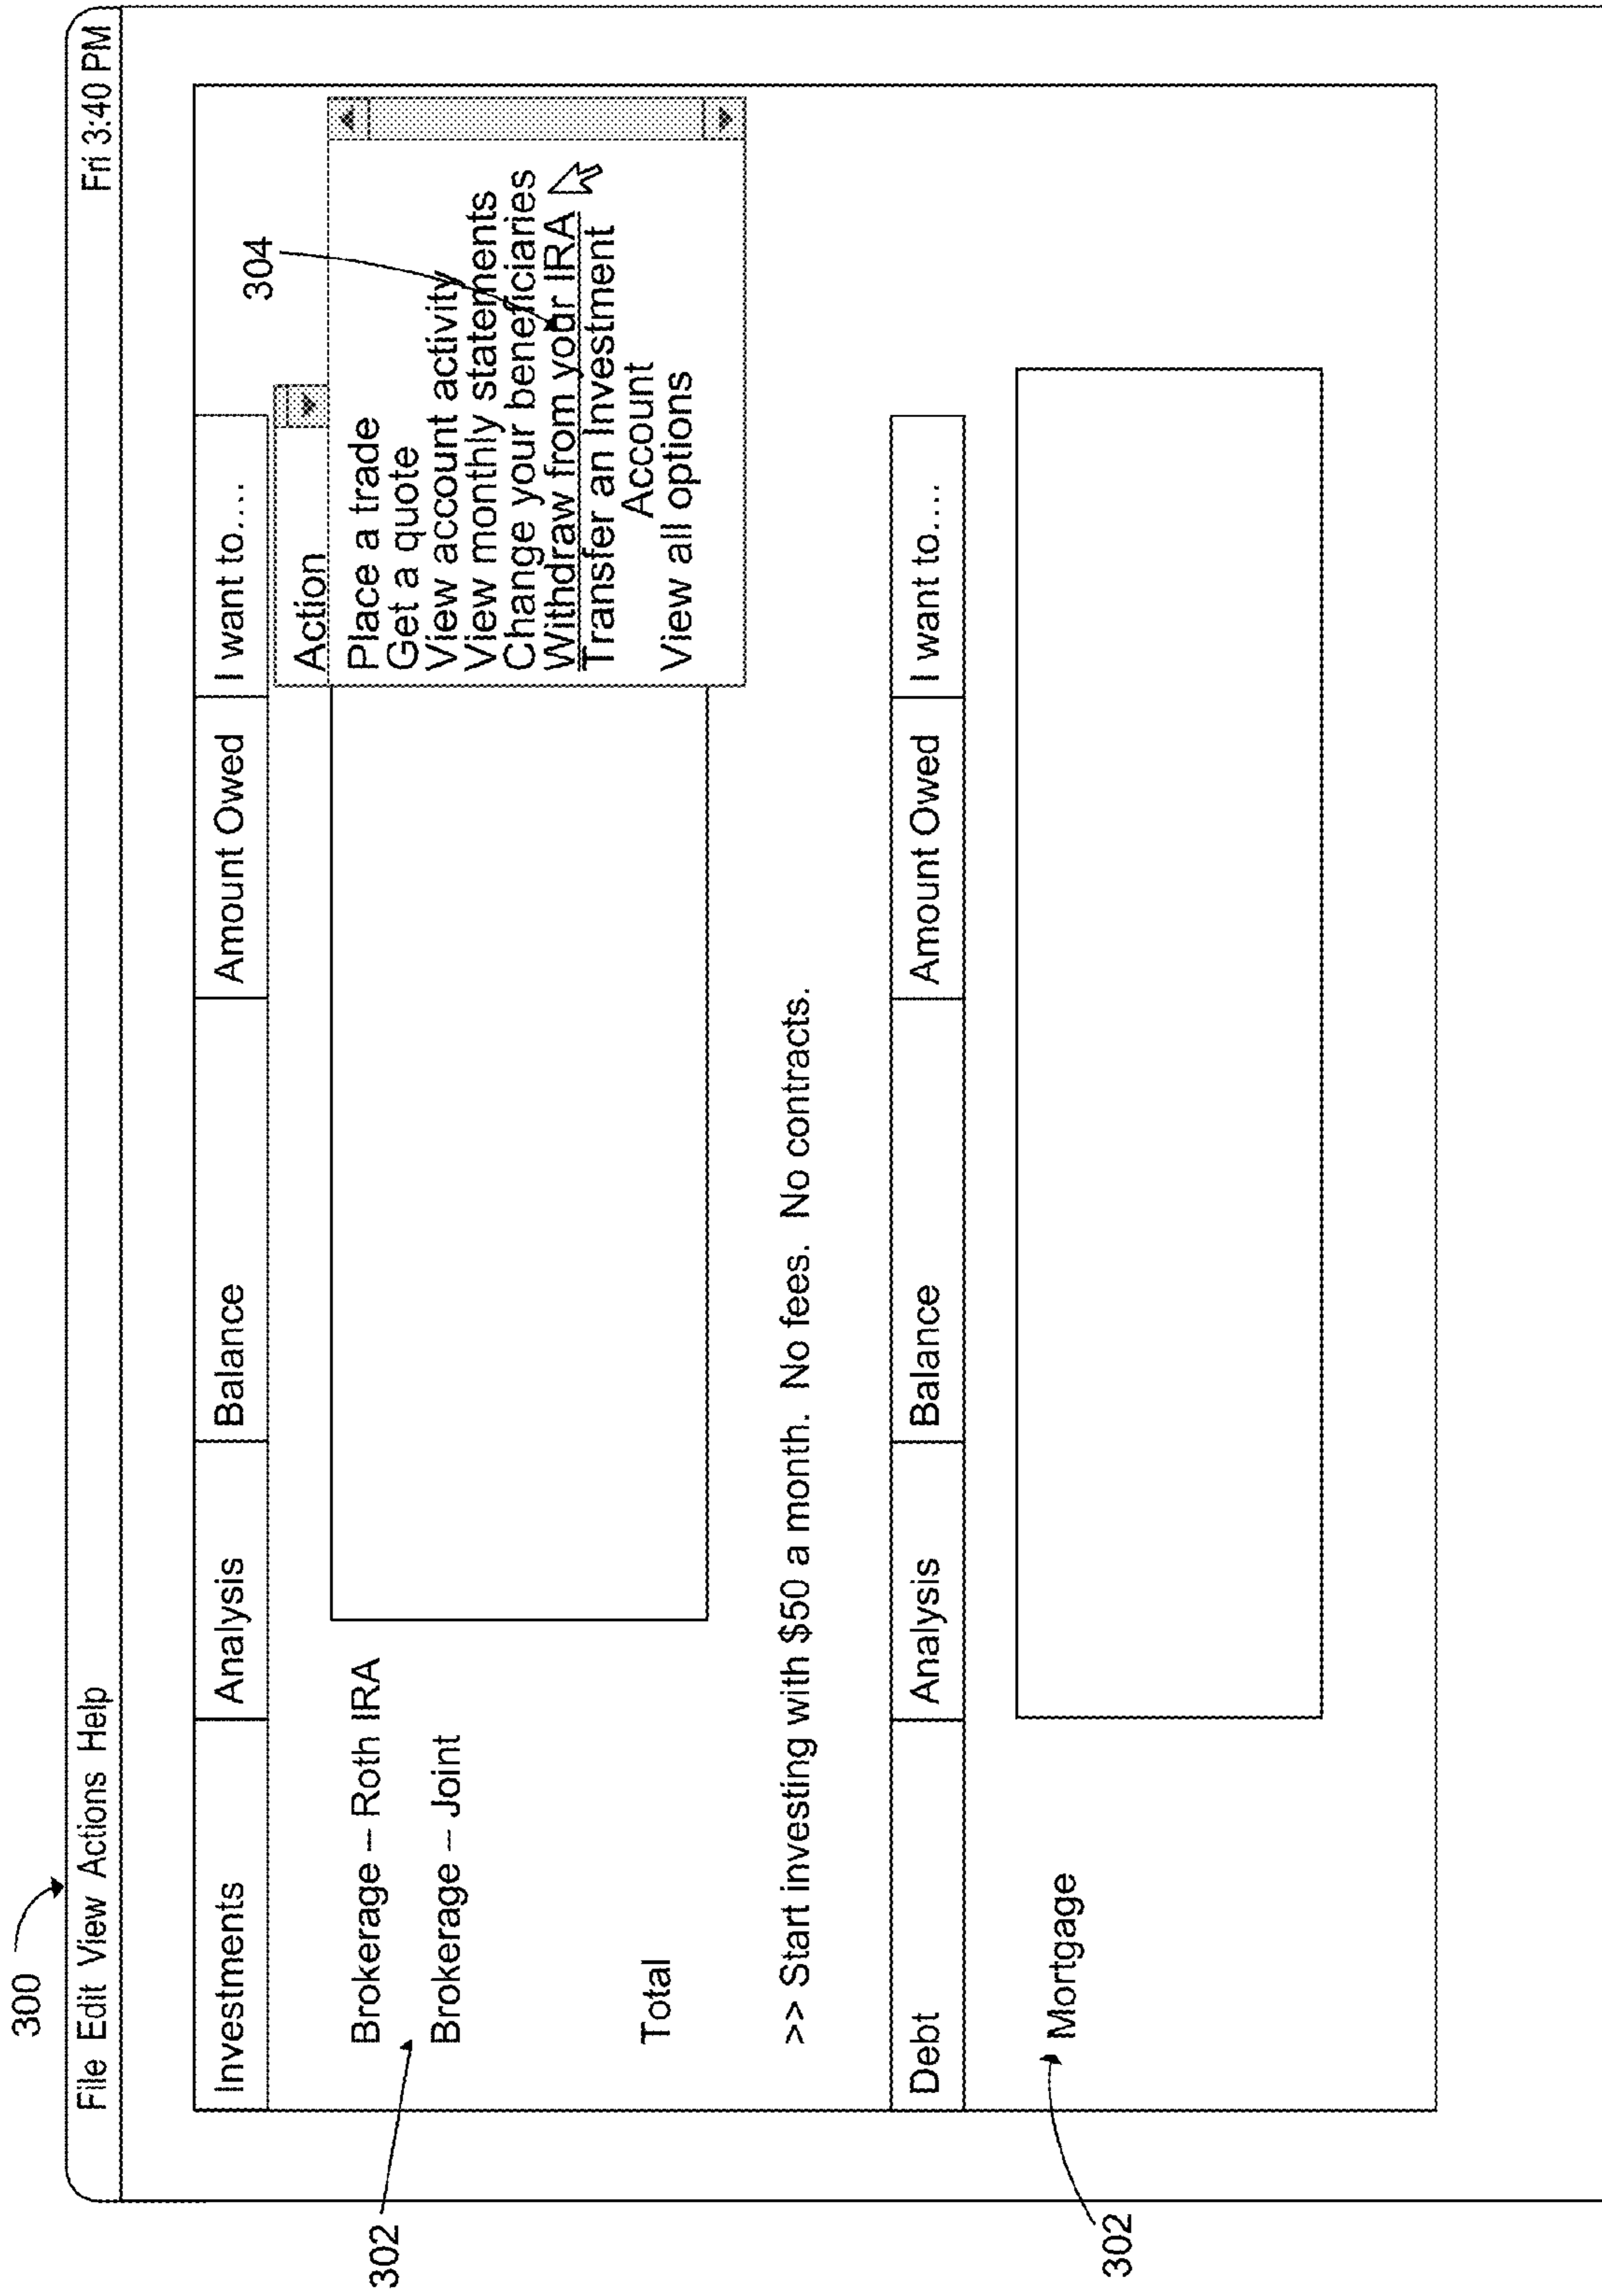 300
File Edit View Actions Help
Fri 3:40 PM
Investments
Analysis
Balance
Amount Owed
I want to....
304
Action
Place a trade
Get a quote
View account activity
View monthly statements
Change your beneficiaries
Withdraw from your IRA
Transfer an Investment
Account
View all options
302
Brokerage – Roth IRA
Brokerage – Joint
Total
>> Start investing with $50 a month. No fees. No contracts.
Debt
Analysis
Balance
Amount Owed
I want to....
302
Mortgage